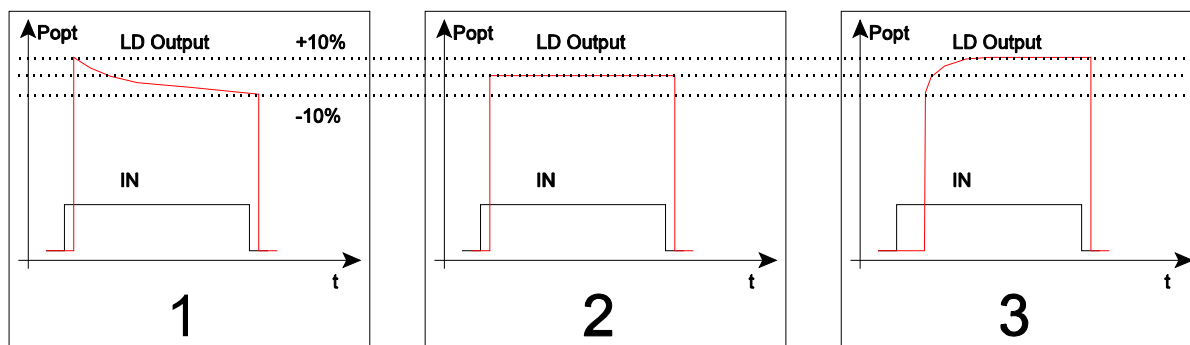 Popt
LD Output
+10%
-10%
IN
t
1
Popt
LD Output
IN
t
2
Popt
LD Output
IN
t
3